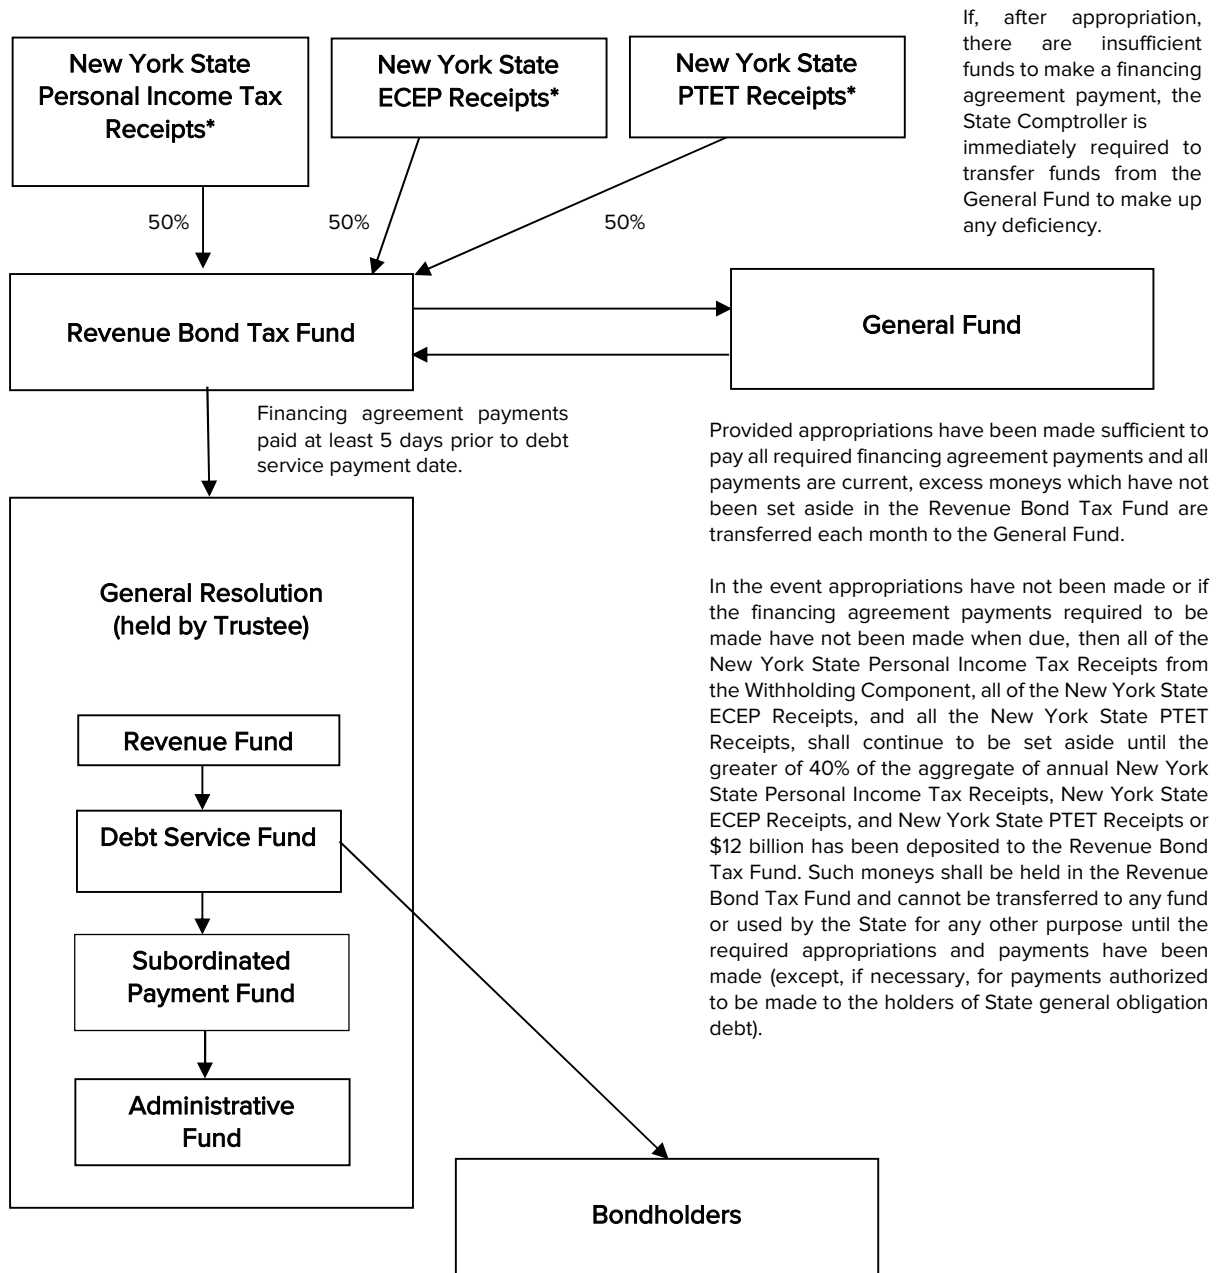 New York State
Personal Income Tax
Receipts*
New York State
ECEP Receipts*
New York State
PTET Receipts*
If, after appropriation,
there are insufficient
funds to make a financing
agreement payment, the
State Comptroller is
immediately required to
transfer funds from the
General Fund to make up
any deficiency.
50%
50%
50%
Revenue Bond Tax Fund
General Fund
Financing agreement payments
paid at least 5 days prior to debt
service payment date.
Provided appropriations have been made sufficient to
pay all required financing agreement payments and all
payments are current, excess moneys which have not
been set aside in the Revenue Bond Tax Fund are
transferred each month to the General Fund.
In the event appropriations have not been made or if
the financing agreement payments required to be
made have not been made when due, then all of the
New York State Personal Income Tax Receipts from
the Withholding Component, all of the New York State
ECEP Receipts, and all the New York State PTET
Receipts, shall continue to be set aside until the
greater of 40% of the aggregate of annual New York
State Personal Income Tax Receipts, New York State
ECEP Receipts, and New York State PTET Receipts or
$12 billion has been deposited to the Revenue Bond
Tax Fund. Such moneys shall be held in the Revenue
Bond Tax Fund and cannot be transferred to any fund
or used by the State for any other purpose until the
required appropriations and payments have been
made (except, if necessary, for payments authorized
to be made to the holders of State general obligation
debt).
General Resolution
(held by Trustee)
Revenue Fund
Debt Service Fund
Subordinated
Payment Fund
Administrative
Fund
Bondholders